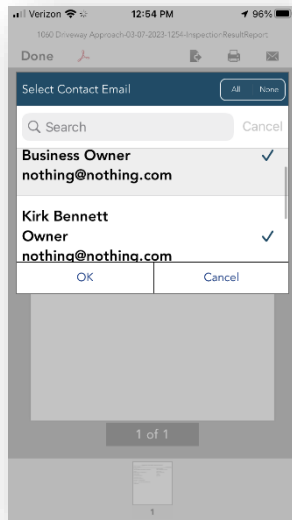 Verizon 12:54 PM 96%
1060 Driveway Approach-03-07-2023-1254-InspectionResultReport
Done
Select Contact Email All None
Search Cancel
Business Owner
nothing@nothing.com
Kirk Bennett
Owner
nothing@nothing.com
OK Cancel
1 of 1
1